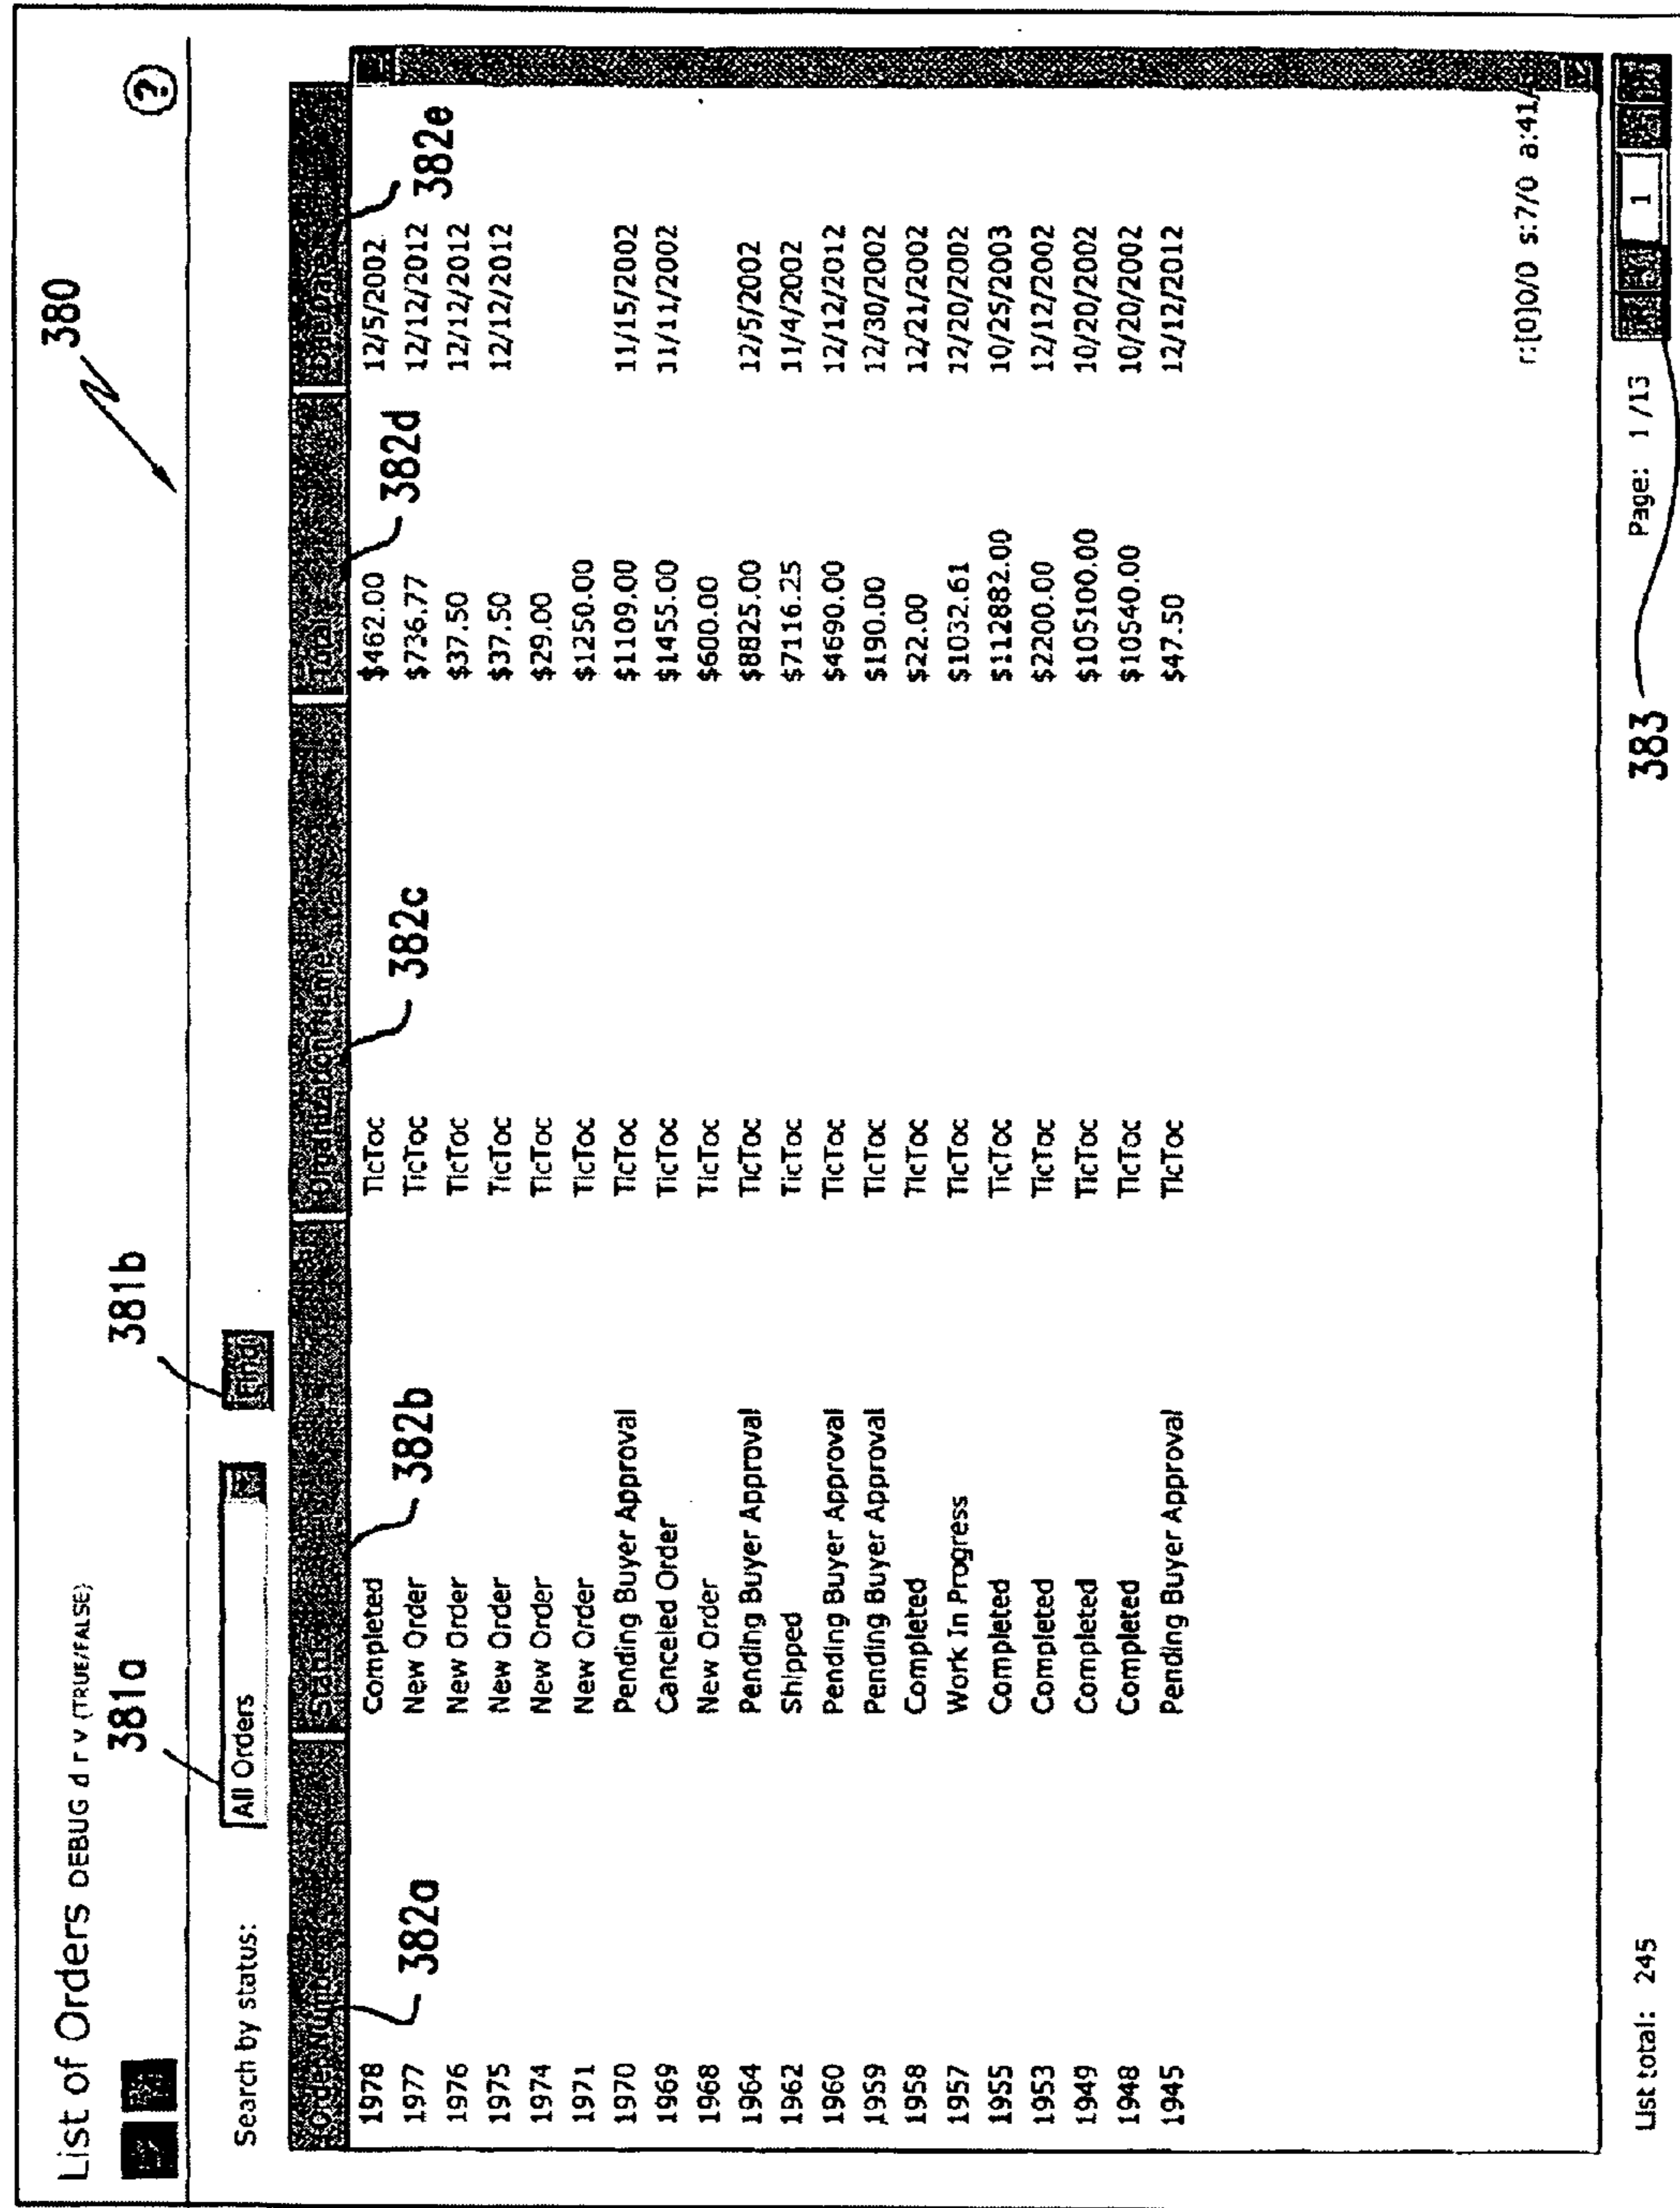 380
List of Orders DEBUG d r v (TRUE/FALSE)
?
381a
381b
Search by status:
All Orders
Find
Order Number
Status
Organization Name
Totals
Due Date
382a
382b
382c
382d
382e
1978 Completed TicToc $462.00 12/5/2002
1977 New Order TicToc $736.77 12/12/2012
1976 New Order TicToc $37.50 12/12/2012
1975 New Order TicToc $37.50 12/12/2012
1974 New Order TicToc $29.00
1971 New Order TicToc $1250.00
1970 Pending Buyer Approval TicToc $1109.00 11/15/2002
1969 Canceled Order TicToc $1455.00 11/11/2002
1968 New Order TicToc $600.00
1964 Pending Buyer Approval TicToc $8825.00 12/5/2002
1962 Shipped TicToc $7116.25 11/4/2002
1960 Pending Buyer Approval TicToc $4690.00 12/12/2012
1959 Pending Buyer Approval TicToc $190.00 12/30/2002
1958 Completed TicToc $22.00 12/21/2002
1957 Work In Progress TicToc $1032.61 12/20/2002
1955 Completed TicToc $112882.00 10/25/2003
1953 Completed TicToc $2200.00 12/12/2002
1949 Completed TicToc $105100.00 10/20/2002
1948 Completed TicToc $10540.00 10/20/2002
1945 Pending Buyer Approval TicToc $47.50 12/12/2012
r:[0]0/0 s:7/0 a:41/
List total: 245
Page: 1 /13
1
383